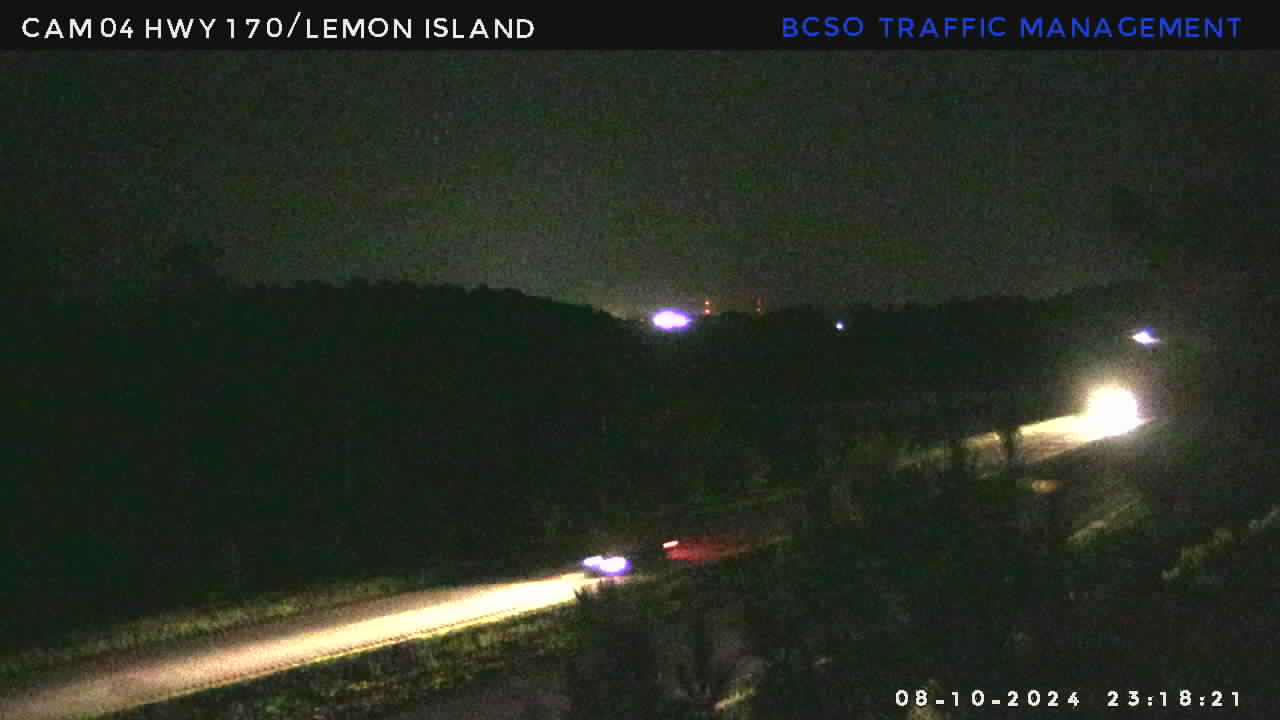 CAM04 HWY 170/LEMON ISLAND
BCSO TRAFFIC MANAGEMENT
08-10-2024 23:18:21